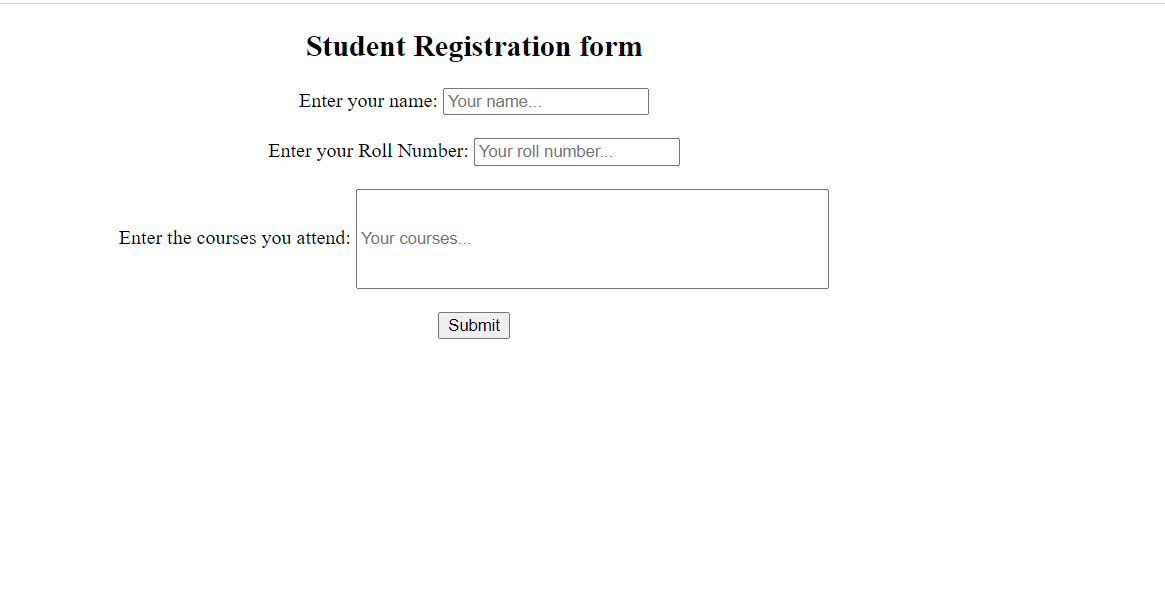 Student Registration form
Enter your name: Your name...
Enter your Roll Number: Your roll number...
Enter the courses you attend: Your courses...
Submit